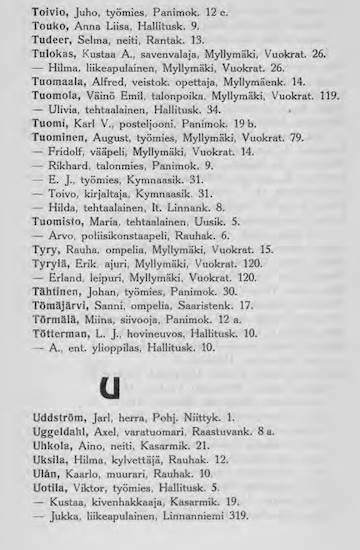 Toivio, Juho, työmies, Panimok. 12 c.
Touko, Anna Liisa, Hallitusk. 9.
Tudeer, Selma, neiti, Rantak. 13.
Tulokas, Kustaa A., savenvalaja, Myllymäki, Vuokrat. 26.
— Hilma, liikeapulainen, Myllymäki, Vuokrat. 26.
Tuomaala, Alfred, veistok. opettaja, Myllymäenk. 14.
Tuomola, Väinö Emil, talonpoika, Myllymäki, Vuokrat. 119.
— Ulivia, tehtaalainen, Hallitusk. 34.
Tuomi, Karl V., posteljooni, Panimok. 19 b.
Tuominen, August, työmies, Myllymäki, Vuokrat. 79.
— Fridolf, vääpeli, Myllymäki, Vuokrat. 14.
— Rikhard, talonmies, Panimok. 9.
— E. J., työmies, Kymnaasik. 31.
— Toivo, kirjaltaja, Kymnaasik. 31.
— Hilda, tehtaalainen, It. Linnank. 8.
Tuomisto, Maria, tehtaalainen, Uusik. 5.
— Arvo, poliisikonstaapeli, Rauhak. 6.
Tyry, Rauha, ompelia, Myllymäki, Vuokrat. 15.
Tyrylä, Erik, ajuri, Myllymäki, Vuokrat. 120.
— Erland, leipuri, Myllymäki, Vuokrat. 120.
Tähtinen, Johan, työmies, Panimok. 30.
Tömäjärvi, Sanni, ompelia, Saaristenk. 17.
Törmälä, Miina, siivooja, Panimok. 12 a.
Tötterman, L. J., hovineuvos, Hallitusk. 10.
— A., ent. ylioppilas, Hallitusk. 10.
U
Uddström, Jarl, herra, Pohj. Niittyk. 1.
Uggeldahl, Axel, varatuomari, Raastuvank. 8 a.
Uhkola, Aino, neiti, Kasarmik. 21.
Uksila, Hilma, kylvettäjä, Rauhak. 12.
Ulán, Kaarlo, muurari, Rauhak. 10.
Uotila, Viktor, työmies, Hallitusk. 5.
— Kustaa, kivenhakkaaja, Kasarmik. 19.
— Jukka, liikeapulainen, Linnanniemi 319.